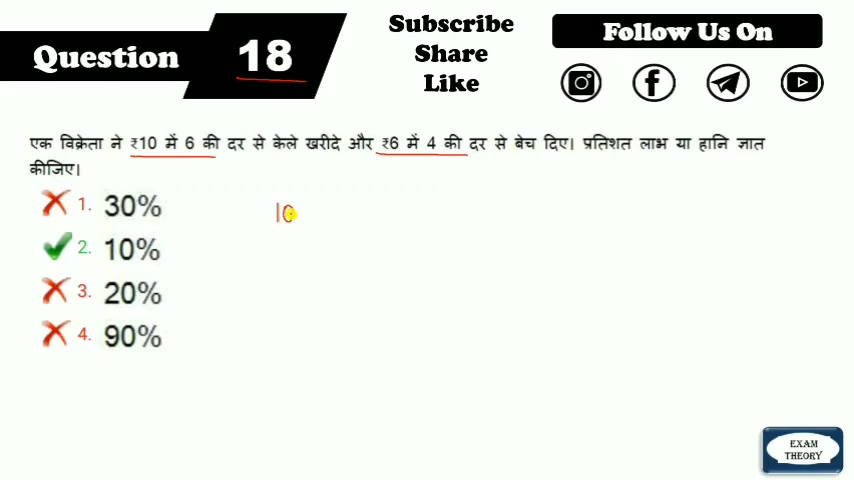 Question 18
Subscribe
Share
Like
Follow Us On
एक विक्रेता ने ₹10 में 6 की दर से केले खरीदे और ₹6 में 4 की दर से बेच दिए। प्रतिशत लाभ या हानि ज्ञात
कीजिए।
1. 30%
10
2. 10%
3. 20%
4. 90%
EXAM
THEORY